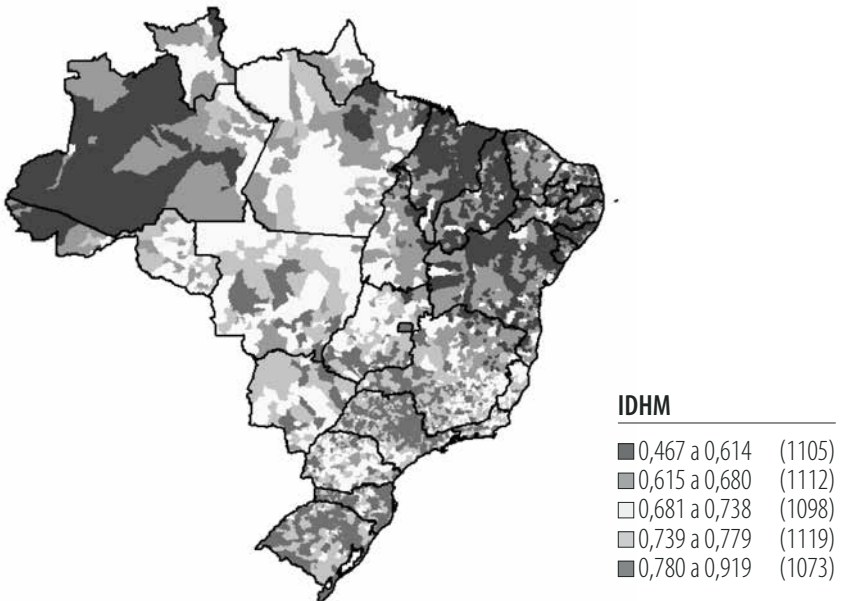 IDHM
0,467 a 0,614 (1105)
0,615 a 0,680 (1112)
0,681 a 0,738 (1098)
0,739 a 0,779 (1119)
0,780 a 0,919 (1073)